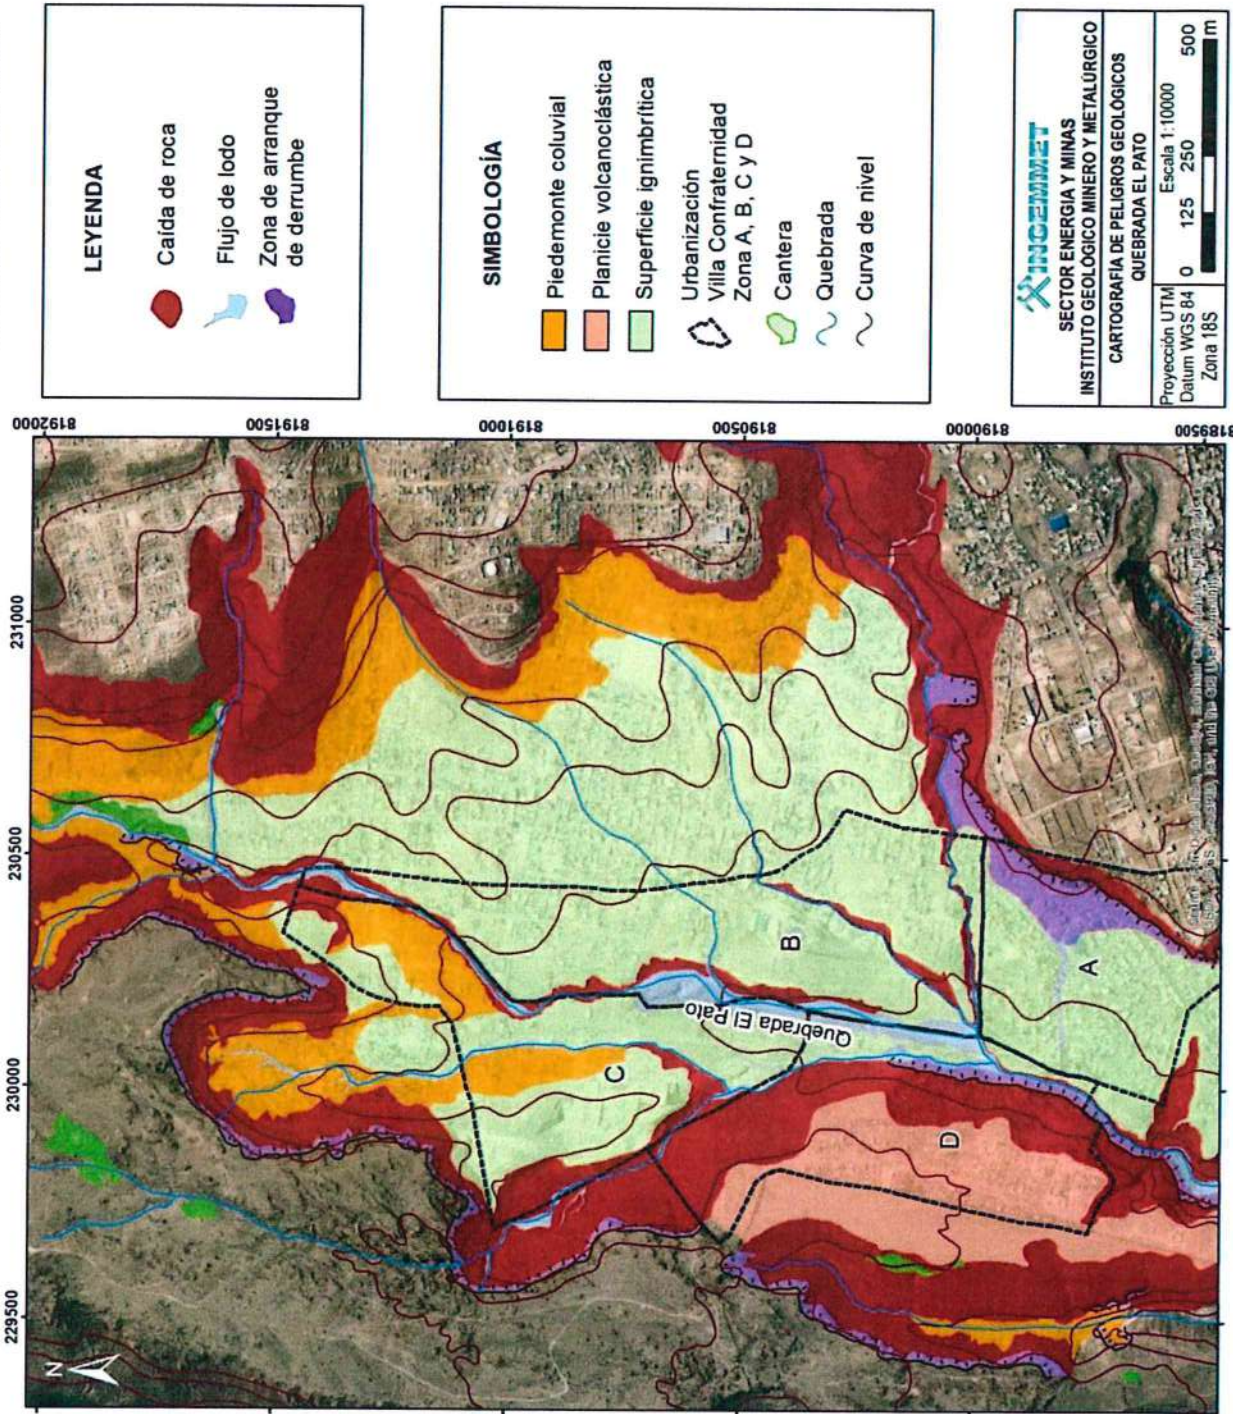 LEYENDA
Caída de roca
Flujo de lodo
Zona de arranque
de derrumbe
SIMBOLOGÍA
Piedemonte coluvial
Planicie volcanoclástica
Superficie ignimbrítica
Urbanización
Villa Confraternidad
Zona A, B, C y D
Cantera
Quebrada
Curva de nivel
INGEMMET
SECTOR ENERGIA Y MINAS
INSTITUTO GEOLÓGICO MINERO Y METALÚRGICO
CARTOGRAFÍA DE PELIGROS GEOLÓGICOS
QUEBRADA EL PATO
Proyección UTM
Datum WGS 84
Zona 18S
Escala 1:10000
0 125 250 500
m
N
229500
230000
230500
231000
8192000
8191500
8191000
8190500
8190000
Quebrada El Pato
A
B
C
D